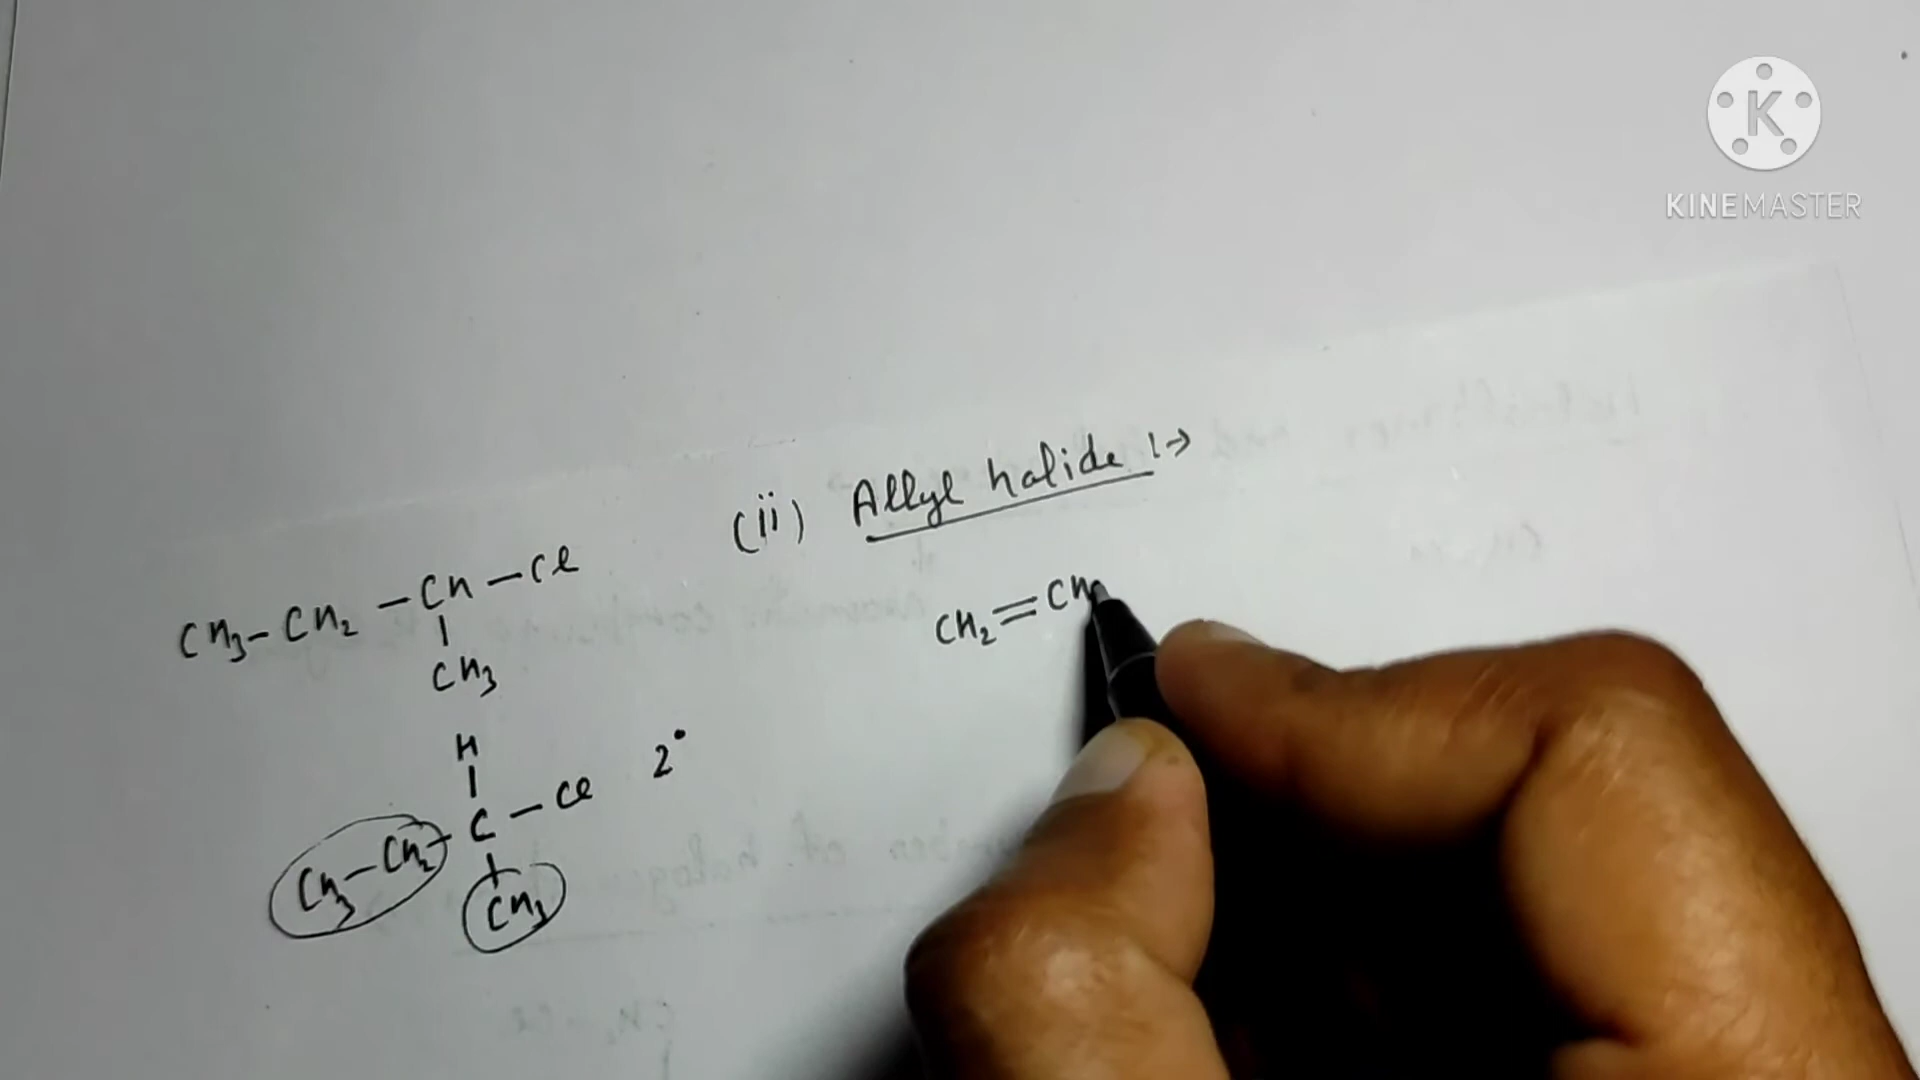 KINEMASTER
(ii) Allyl halide :→
CH₃–CH₂–CH–Cl
|
CH₃
CH₂=CH
H
|
CH₃–CH₂–C–Cl 2°
|
CH₃